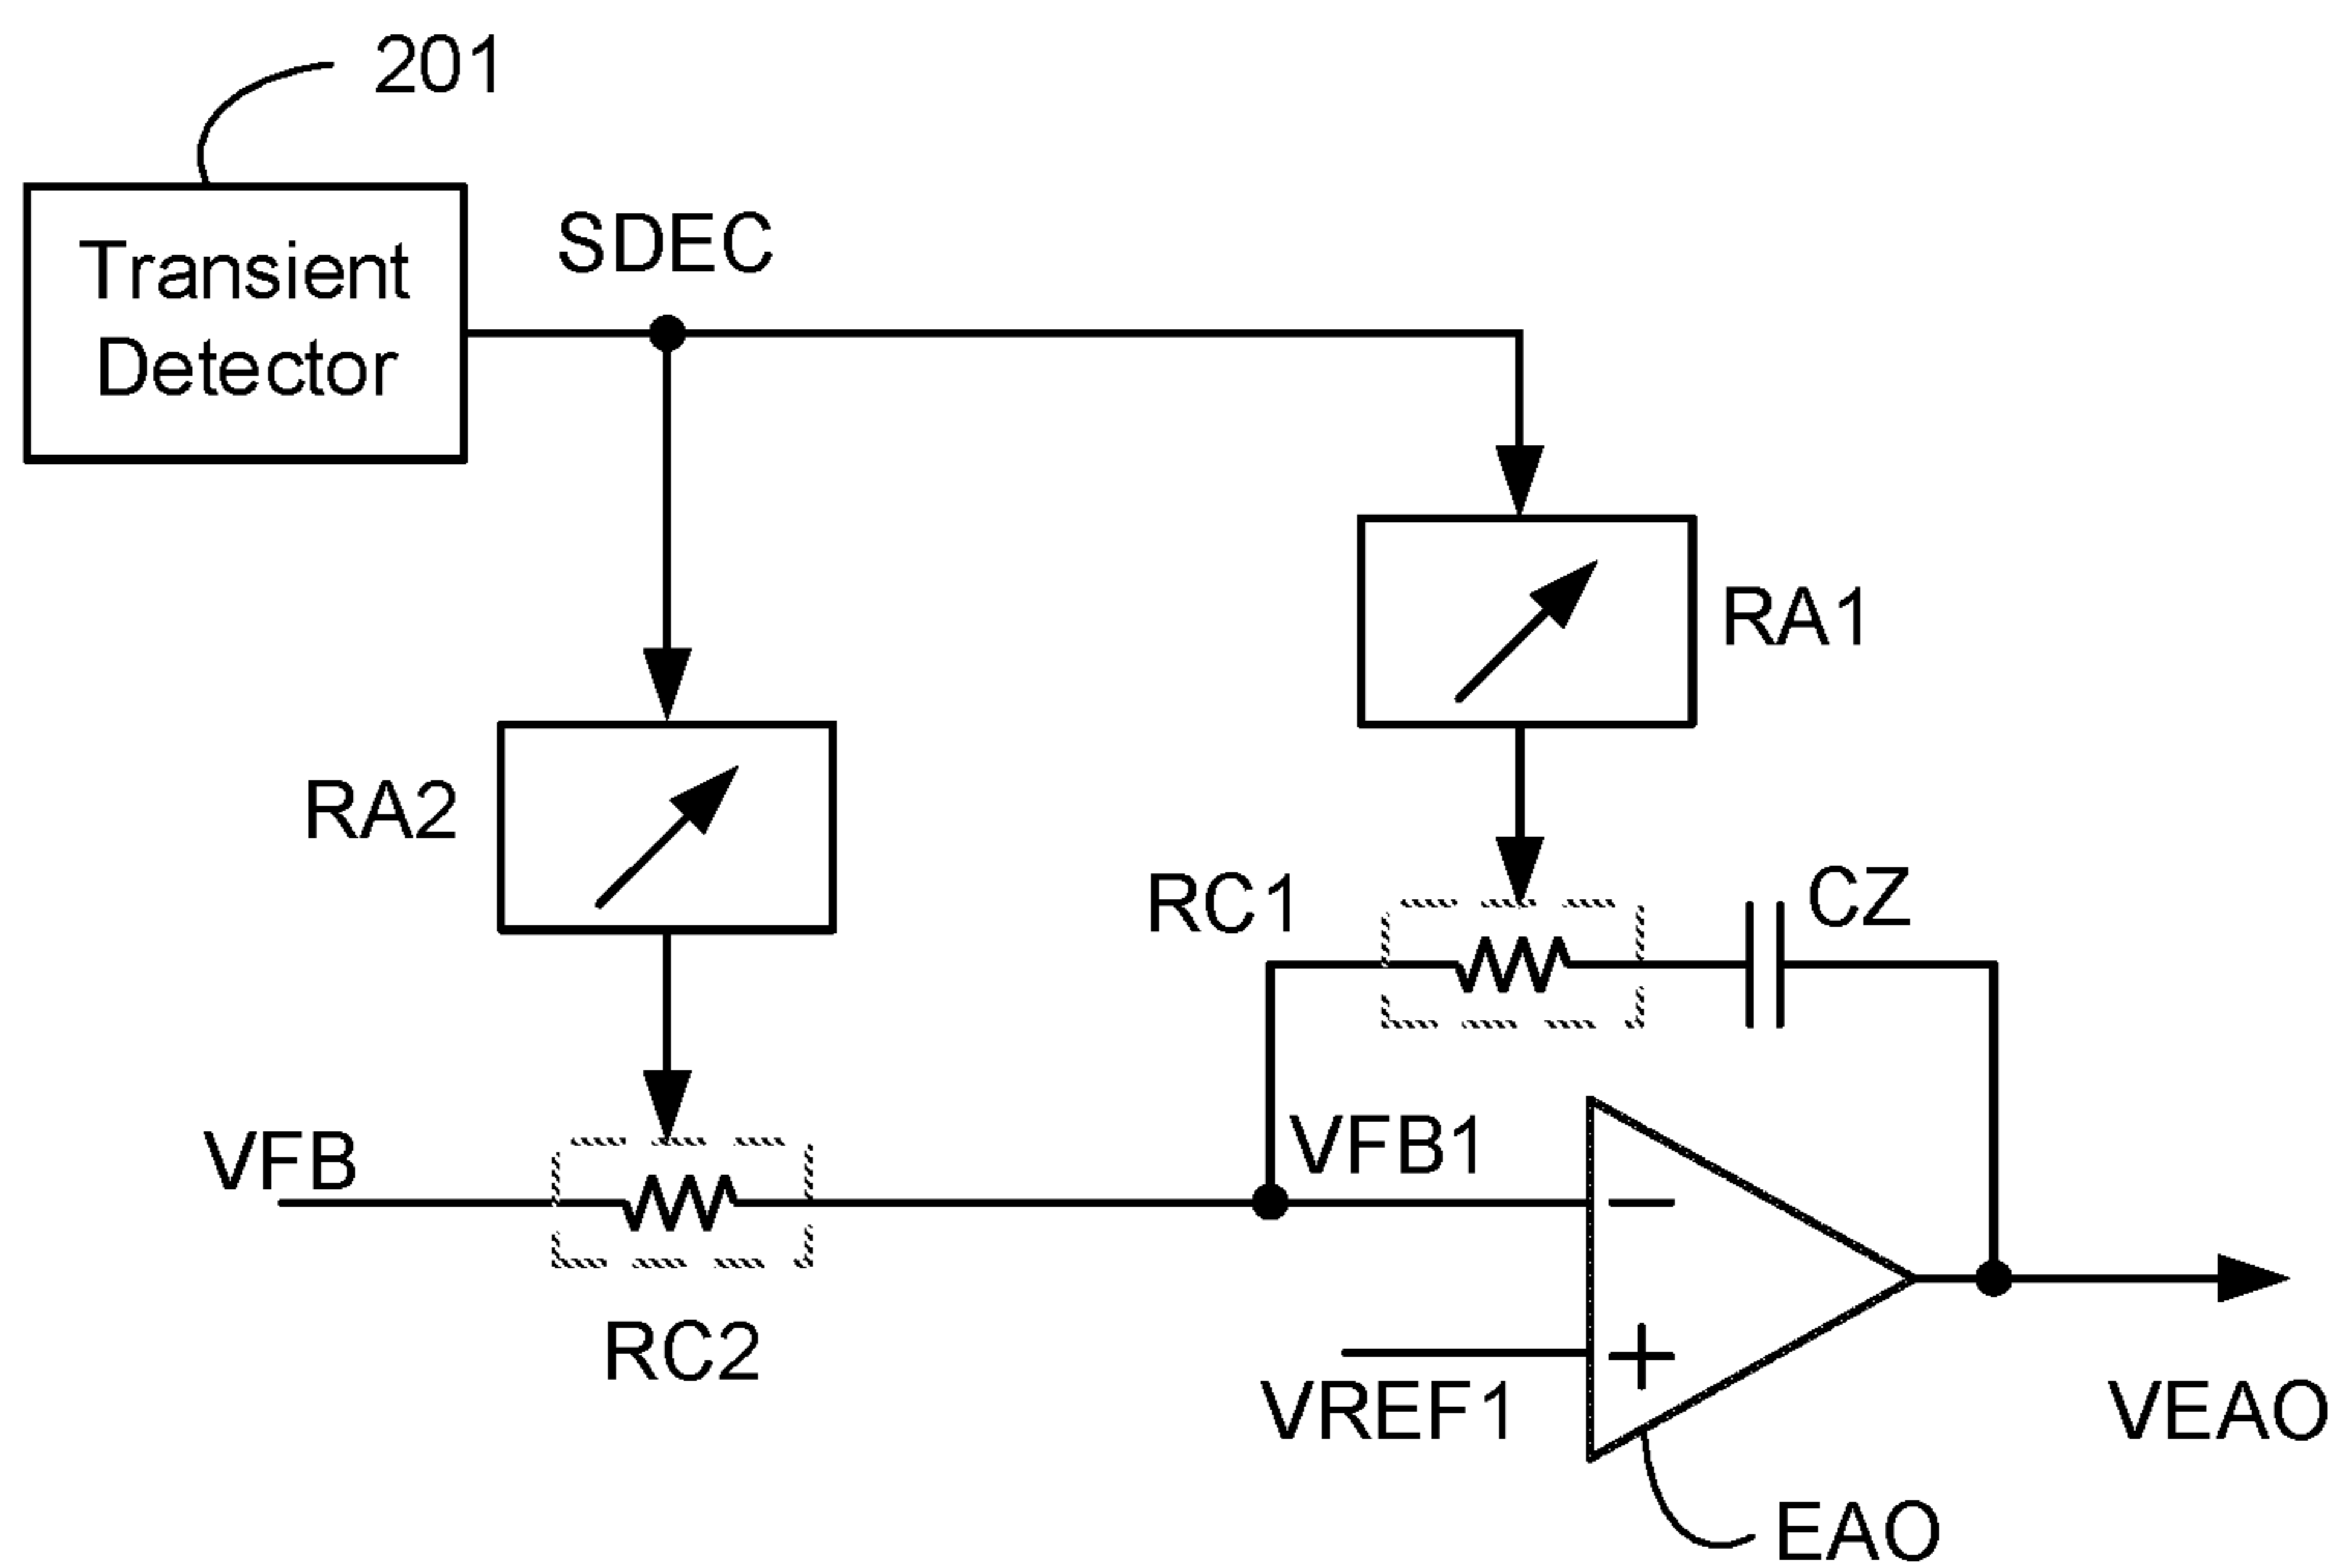 201
Transient
Detector
SDEC
RA1
RA2
RC1
CZ
VFB
VFB1
−
RC2
+
VREF1
VEAO
EAO